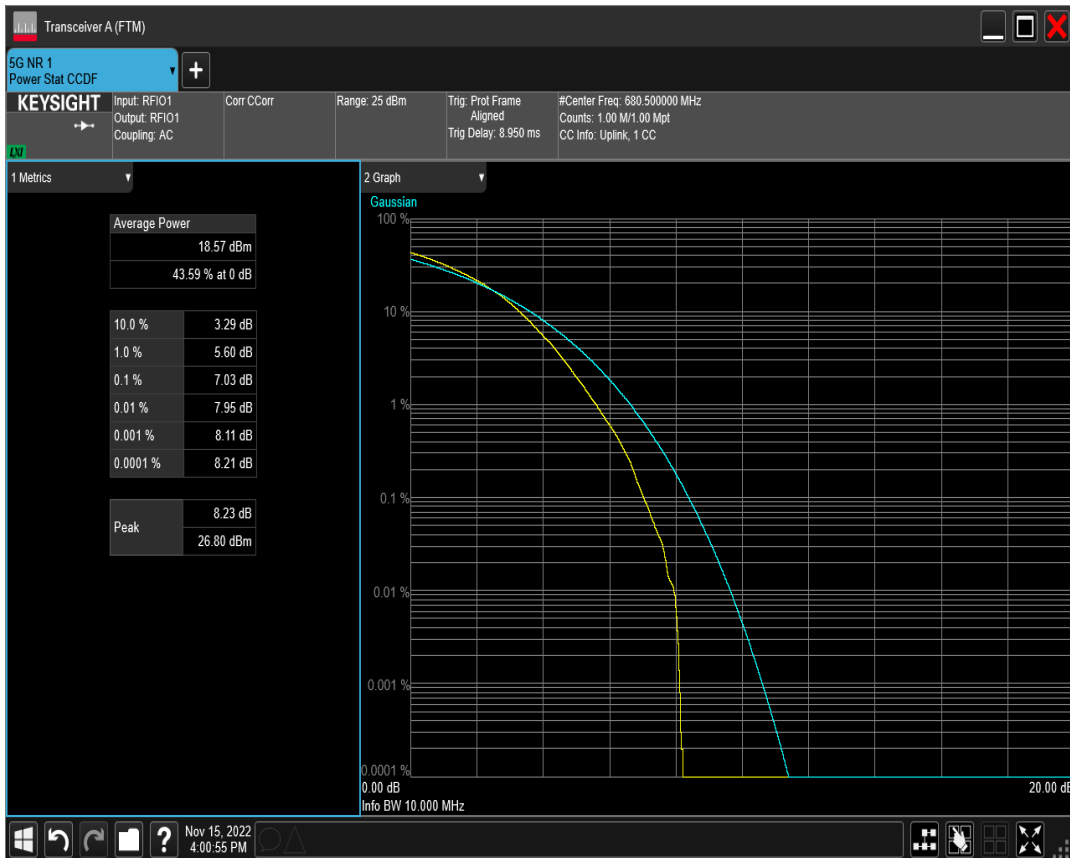 Transceiver A (FTM)
5G NR 1
Power Stat CCDF
+
KEYSIGHT
LXI
Input: RFIO1
Output: RFIO1
Coupling: AC
Corr CCorr
Range: 25 dBm
Trig: Prot Frame
Aligned
Trig Delay: 8.950 ms
#Center Freq: 680.500000 MHz
Counts: 1.00 M/1.00 Mpt
CC Info: Uplink, 1 CC
1 Metrics
Average Power
18.57 dBm
43.59 % at 0 dB
10.0 % 3.29 dB
1.0 % 5.60 dB
0.1 % 7.03 dB
0.01 % 7.95 dB
0.001 % 8.11 dB
0.0001 % 8.21 dB
Peak
8.23 dB
26.80 dBm
2 Graph
Gaussian
100 %
10 %
1 %
0.1 %
0.01 %
0.001 %
0.0001 %
0.00 dB 20.00 dB
Info BW 10.000 MHz
?
Nov 15, 2022
4:00:55 PM